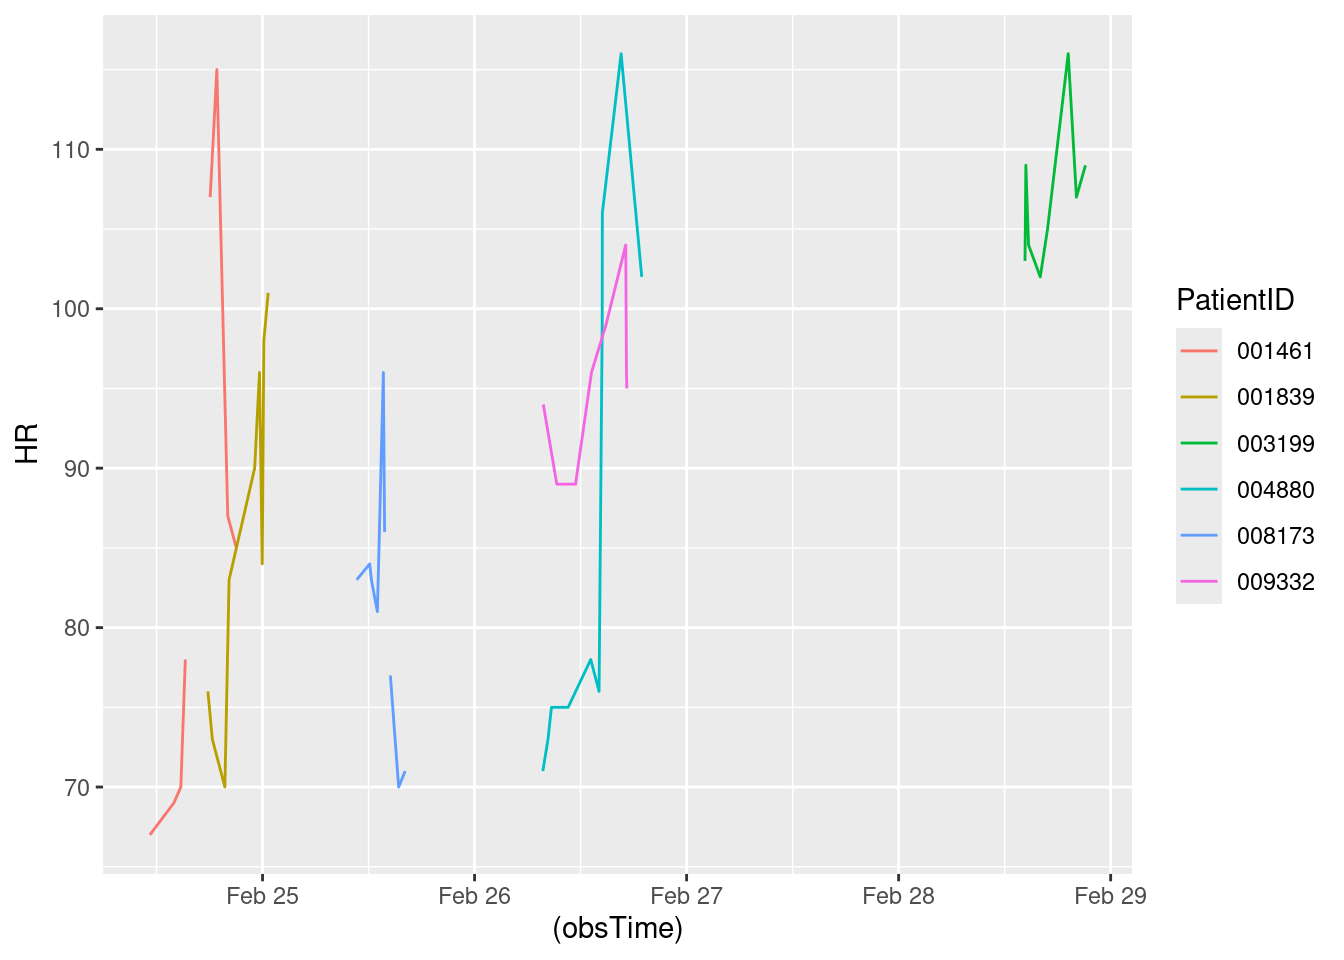 HR
110
100
90
80
70
Feb 25
Feb 26
Feb 27
Feb 28
Feb 29
(obsTime)
PatientID
001461
001839
003199
004880
008173
009332